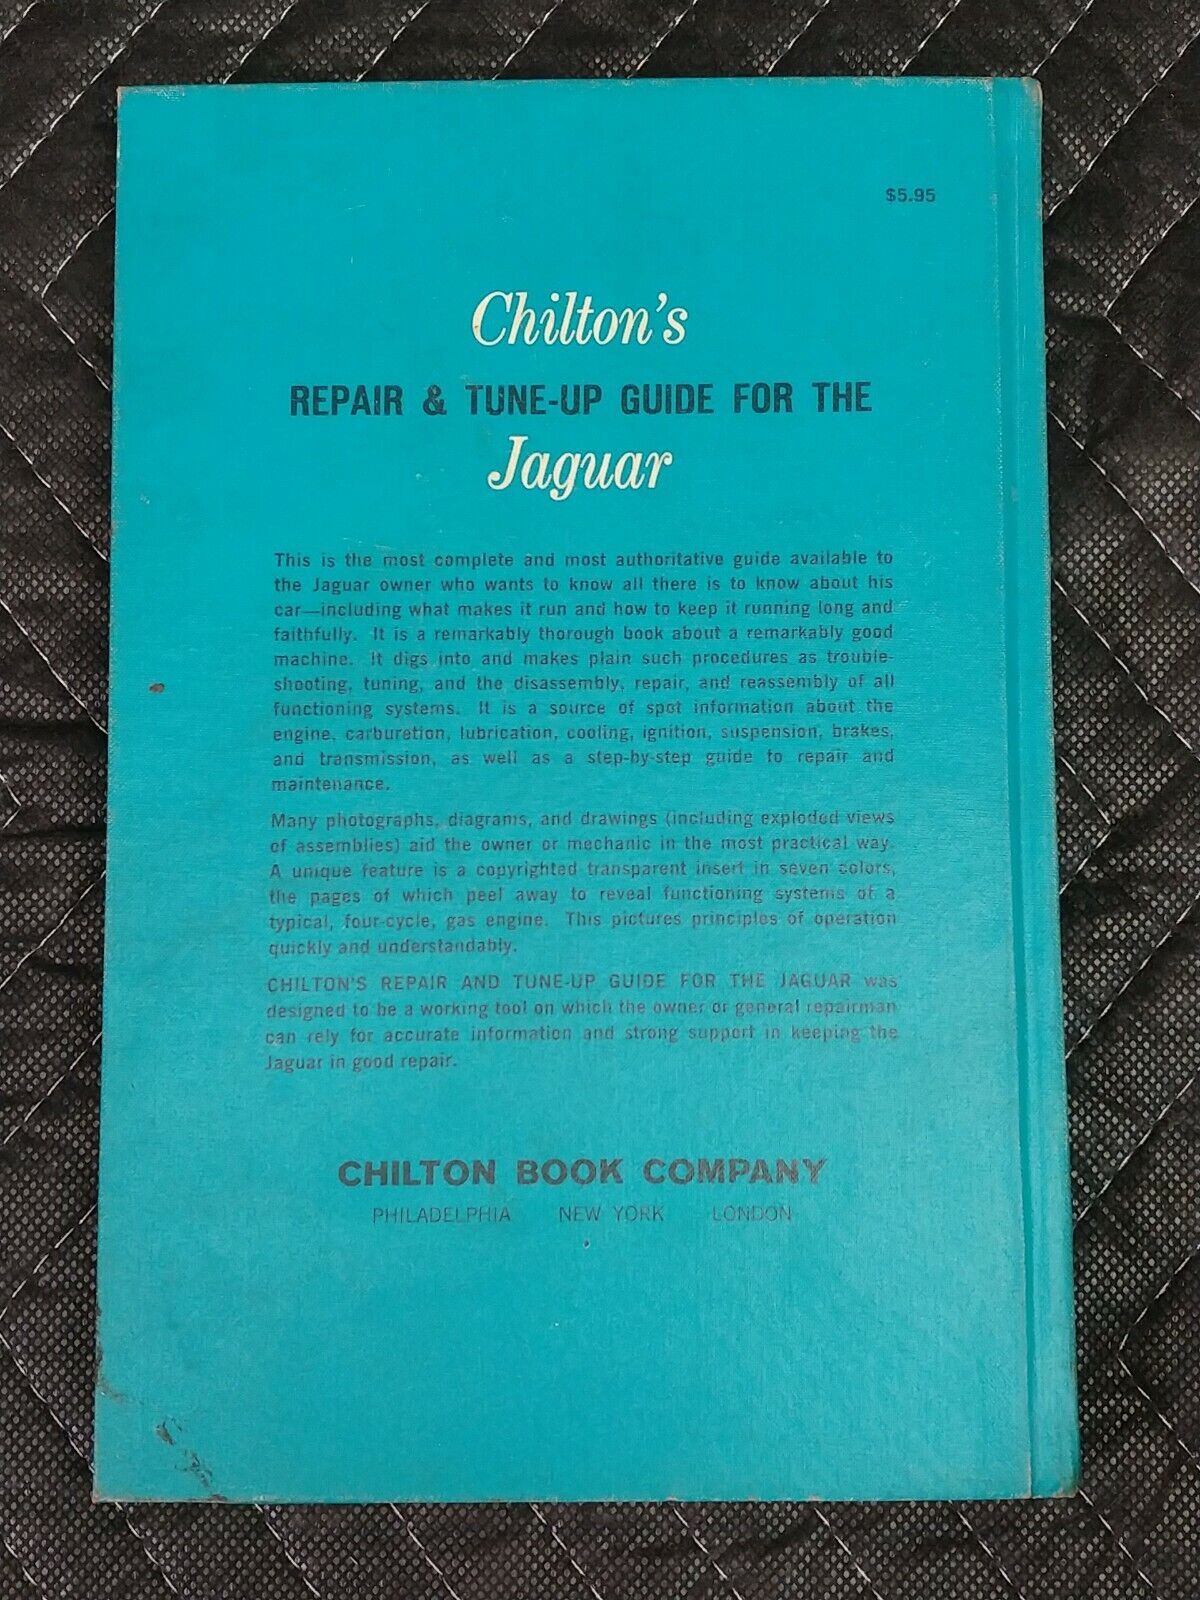 $5.95
Chilton's
REPAIR & TUNE-UP GUIDE FOR THE
Jaguar
This is the most complete and most authoritative guide available to
the Jaguar owner who wants to know all there is to know about his
car—including what makes it run and how to keep it running long and
faithfully. It is a remarkably thorough book about a remarkably good
machine. It digs into and makes plain such procedures as trouble-
shooting, tuning, and the disassembly, repair, and reassembly of all
functioning systems. It is a source of spot information about the
engine, carburetion, lubrication, cooling, ignition, suspension, brakes,
and transmission, as well as a step-by-step guide to repair and
maintenance.
Many photographs, diagrams, and drawings (including exploded views
of assemblies) aid the owner or mechanic in the most practical way.
A unique feature is a copyrighted transparent insert in seven colors,
the pages of which peel away to reveal functioning systems of a
typical, four-cycle, gas engine. This pictures principles of operation
quickly and understandably.
CHILTON'S REPAIR AND TUNE-UP GUIDE FOR THE JAGUAR was
designed to be a working tool on which the owner or general repairman
can rely for accurate information and strong support in keeping the
Jaguar in good repair.
CHILTON BOOK COMPANY
PHILADELPHIA NEW YORK LONDON